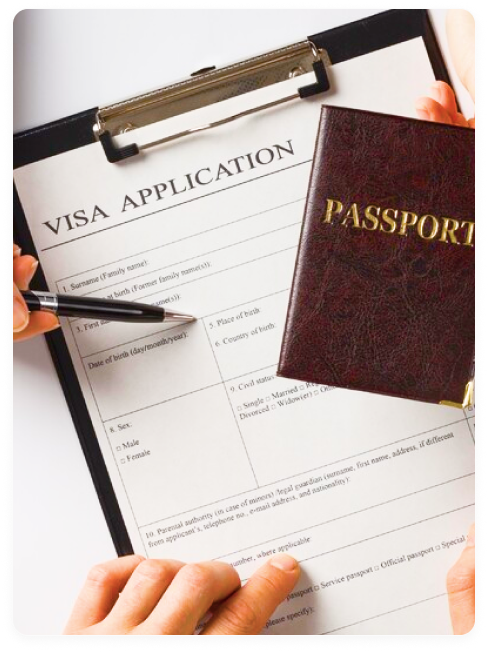 VISA APPLICATION
PASSPORT
1. Surname (Family name):
at birth (Former family name(s):
3. First name(s):
5. Place of birth
Date of birth (day/month/year):
6. Country of birth:
9. Civil status
8. Sex:
□ Single □ Married □
Divorced □ Widow(er) □
□ Male
□ Female
10. Parental authority (in case of minors) /legal guardian (surname, first name, address, if different
from applicant's, telephone no., e-mail address, and nationality):
number, where applicable
passport □ Service passport □ Official passport □ Special
please specify):